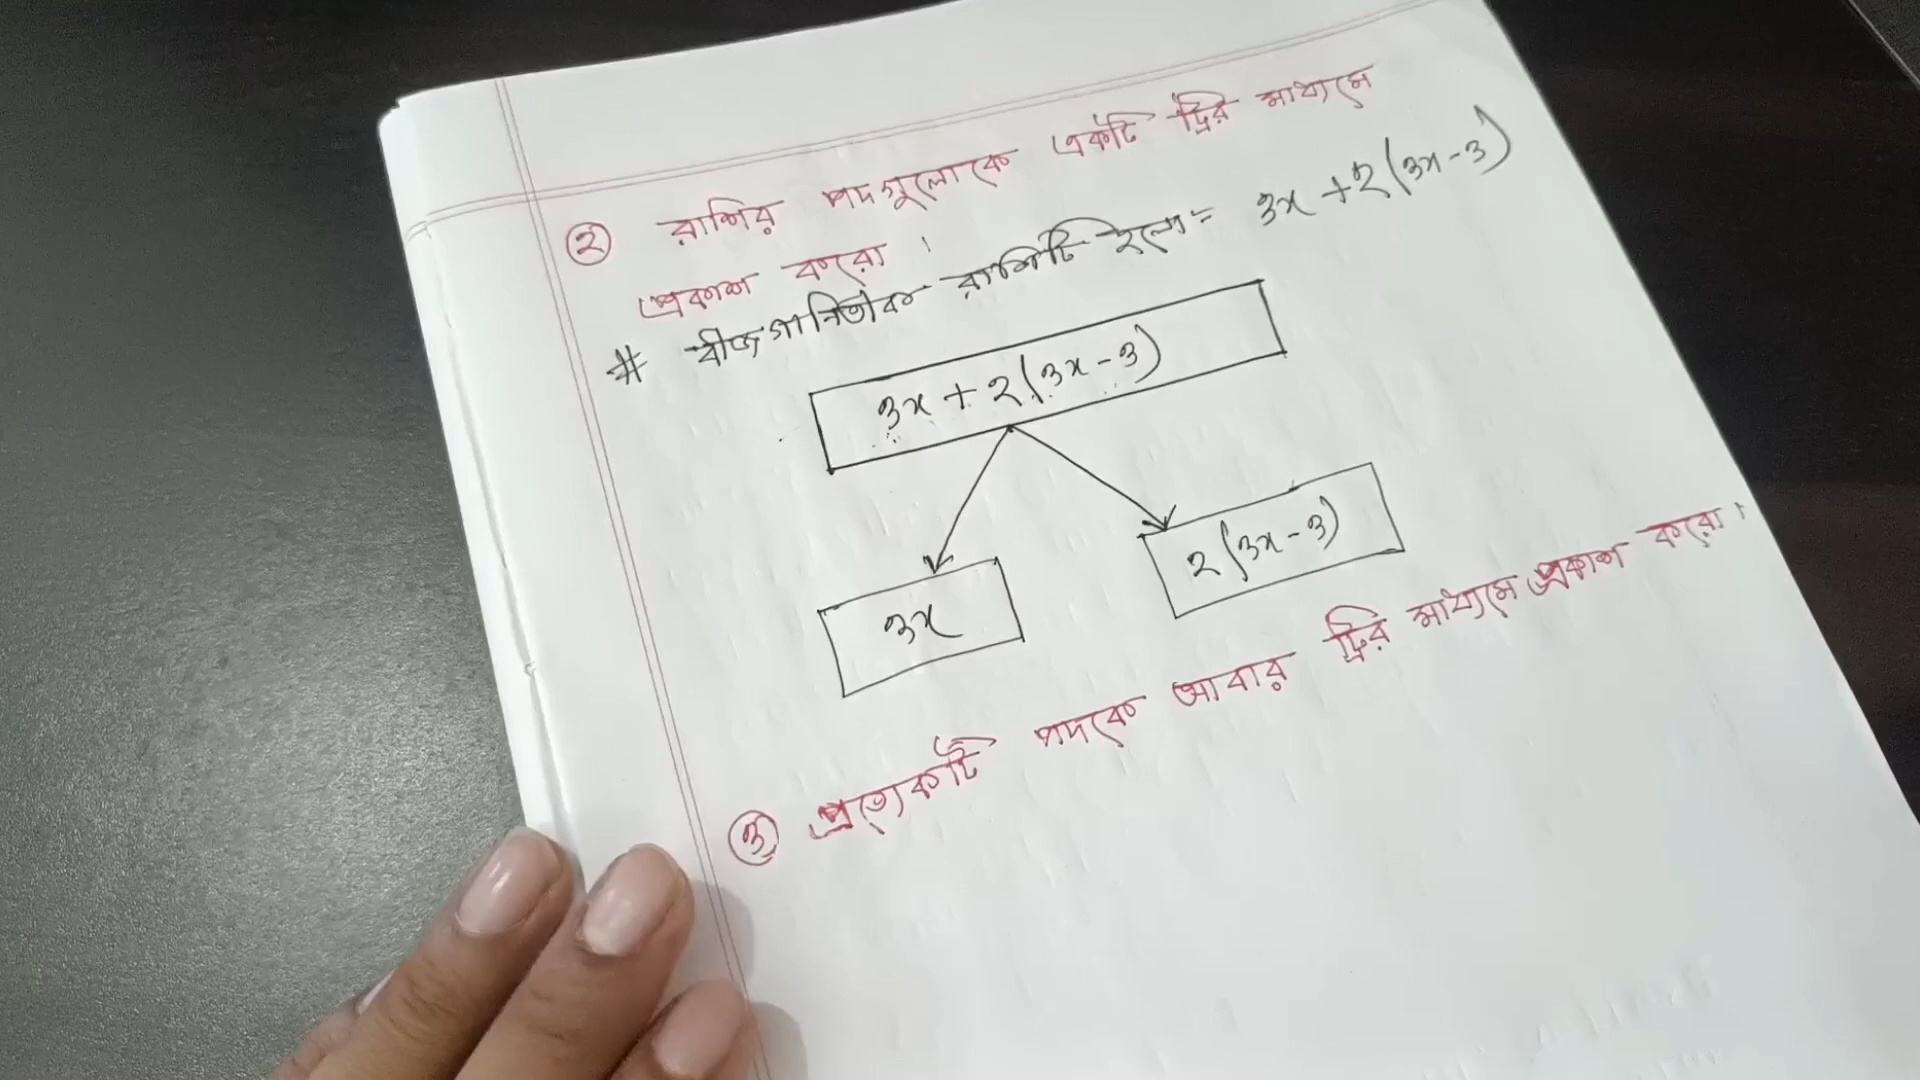 ② রাশির পদগুলোকে একটি ট্রির মাধ্যমে
প্রকাশ করো।
# বীজগানিতীক রাশিটি হলো= 3x + 2(3x-3)
3x + 2(3x-3)
3x
2(3x-3)
③ প্রত্যেকটি পদকে আবার ট্রির মাধ্যমে প্রকাশ করো।